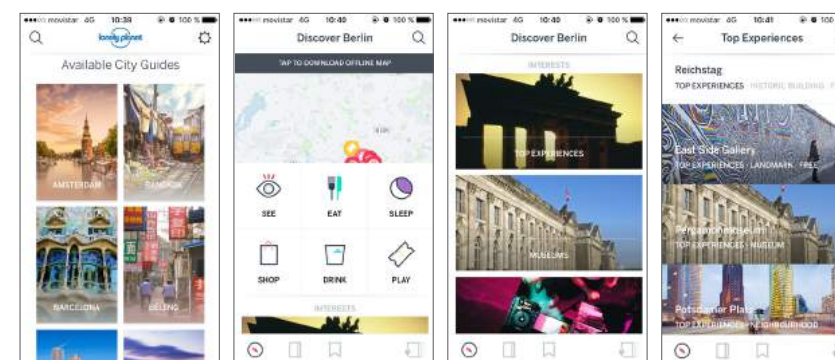 movistar 4G 10:39 100 %
lonely planet
Available City Guides
AMSTERDAM
BANGKOK
BARCELONA
BEIJING
movistar 4G 10:40 100 %
Discover Berlin
TAP TO DOWNLOAD OFFLINE MAP
SEE
EAT
SLEEP
SHOP
DRINK
PLAY
INTERESTS
movistar 4G 10:40 100 %
Discover Berlin
INTERESTS
TOP EXPERIENCES
MUSEUMS
movistar 4G 10:41 100
Top Experiences
Reichstag
TOP EXPERIENCES HISTORIC BUILDING
East Side Gallery
TOP EXPERIENCES · LANDMARK · FREE
Pergamonmuseum
TOP EXPERIENCES · MUSEUM
Potsdamer Platz
TOP EXPERIENCES · NEIGHBOURHOOD